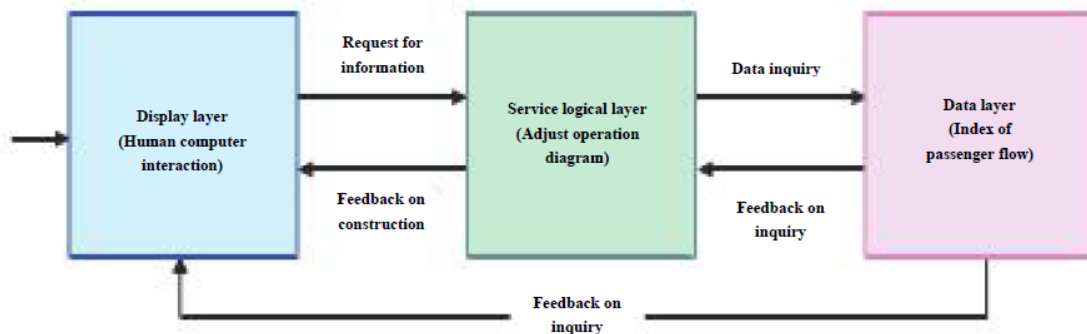 Display layer
(Human computer
interaction)
Request for
information
Feedback on
construction
Service logical layer
(Adjust operation
diagram)
Data inquiry
Feedback on
inquiry
Data layer
(Index of
passenger flow)
Feedback on
inquiry